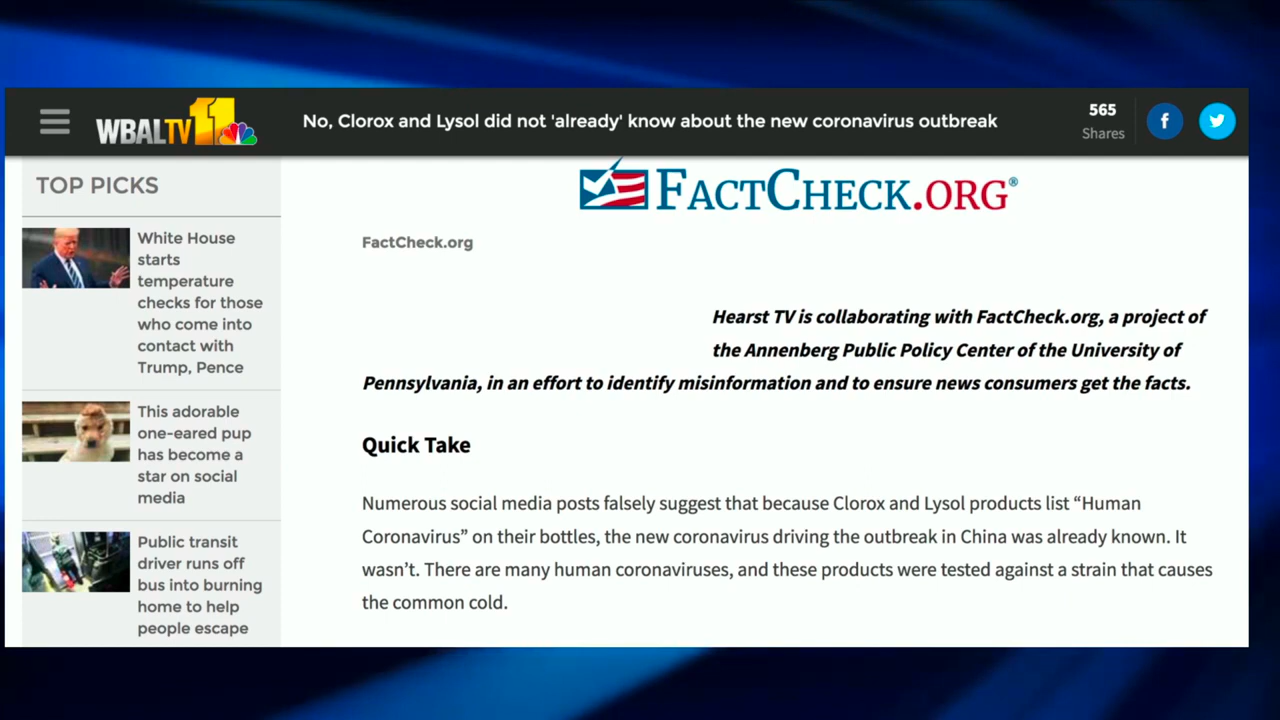 WBALTV 11
No, Clorox and Lysol did not 'already' know about the new coronavirus outbreak
565
Shares
TOP PICKS
White House
starts
temperature
checks for those
who come into
contact with
Trump, Pence
This adorable
one-eared pup
has become a
star on social
media
Public transit
driver runs off
bus into burning
home to help
people escape
FACTCHECK.ORG®
FactCheck.org
Hearst TV is collaborating with FactCheck.org, a project of
the Annenberg Public Policy Center of the University of
Pennsylvania, in an effort to identify misinformation and to ensure news consumers get the facts.
Quick Take
Numerous social media posts falsely suggest that because Clorox and Lysol products list “Human
Coronavirus” on their bottles, the new coronavirus driving the outbreak in China was already known. It
wasn’t. There are many human coronaviruses, and these products were tested against a strain that causes
the common cold.